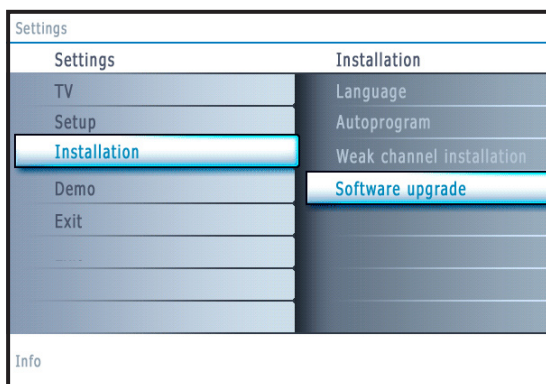 Settings
Settings
TV
Setup
Installation
Demo
Exit
Installation
Language
Autoprogram
Weak channel installation
Software upgrade
Info